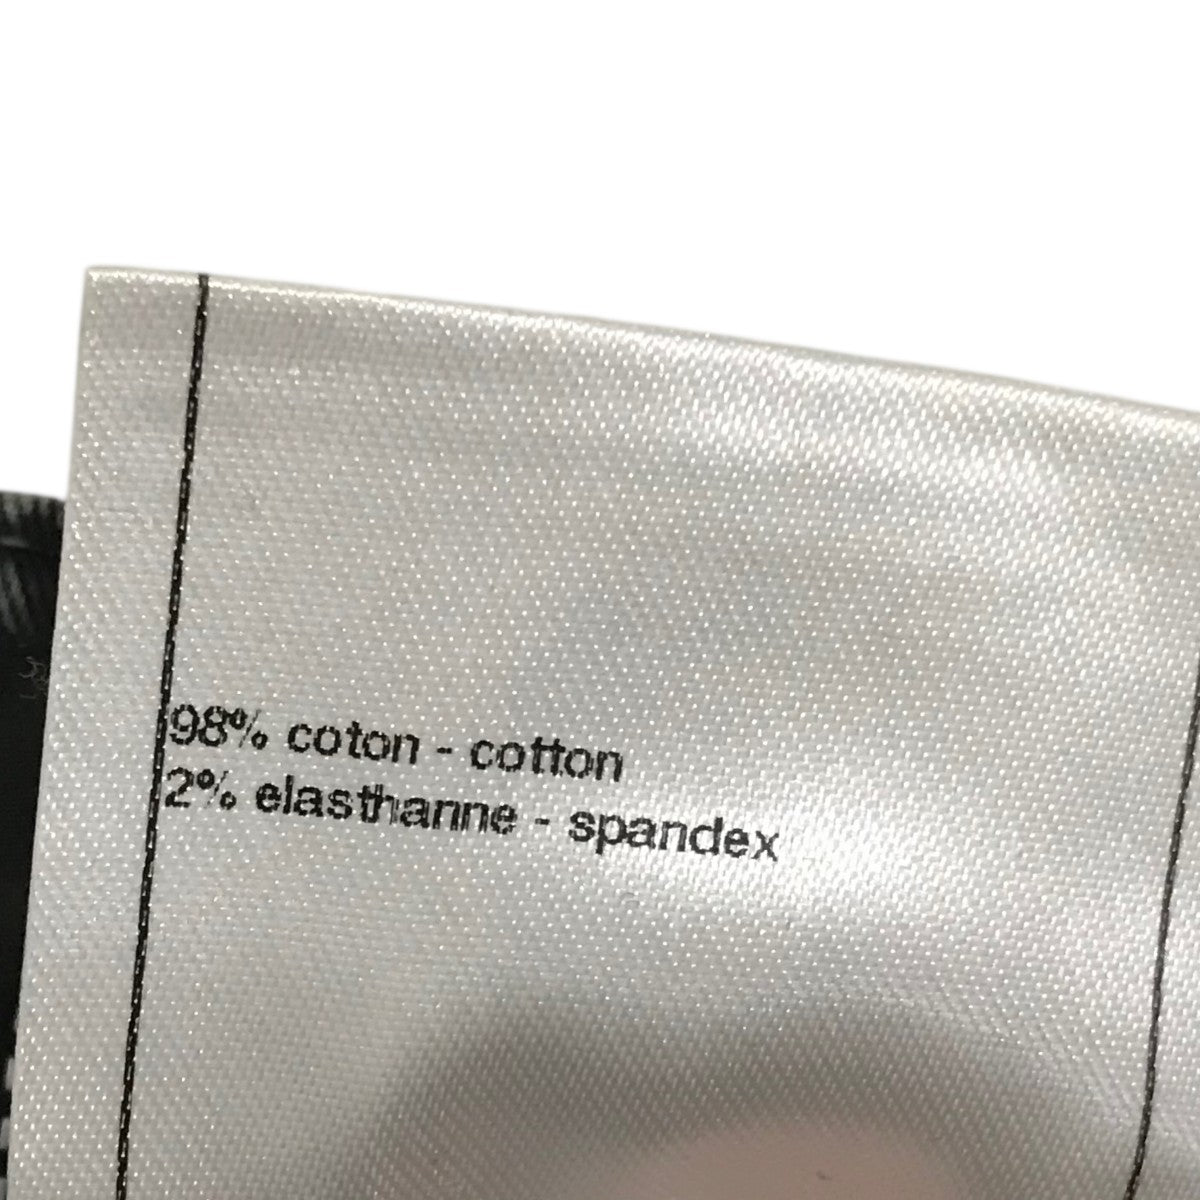 98% coton - cotton
2% elasthanne - spandex